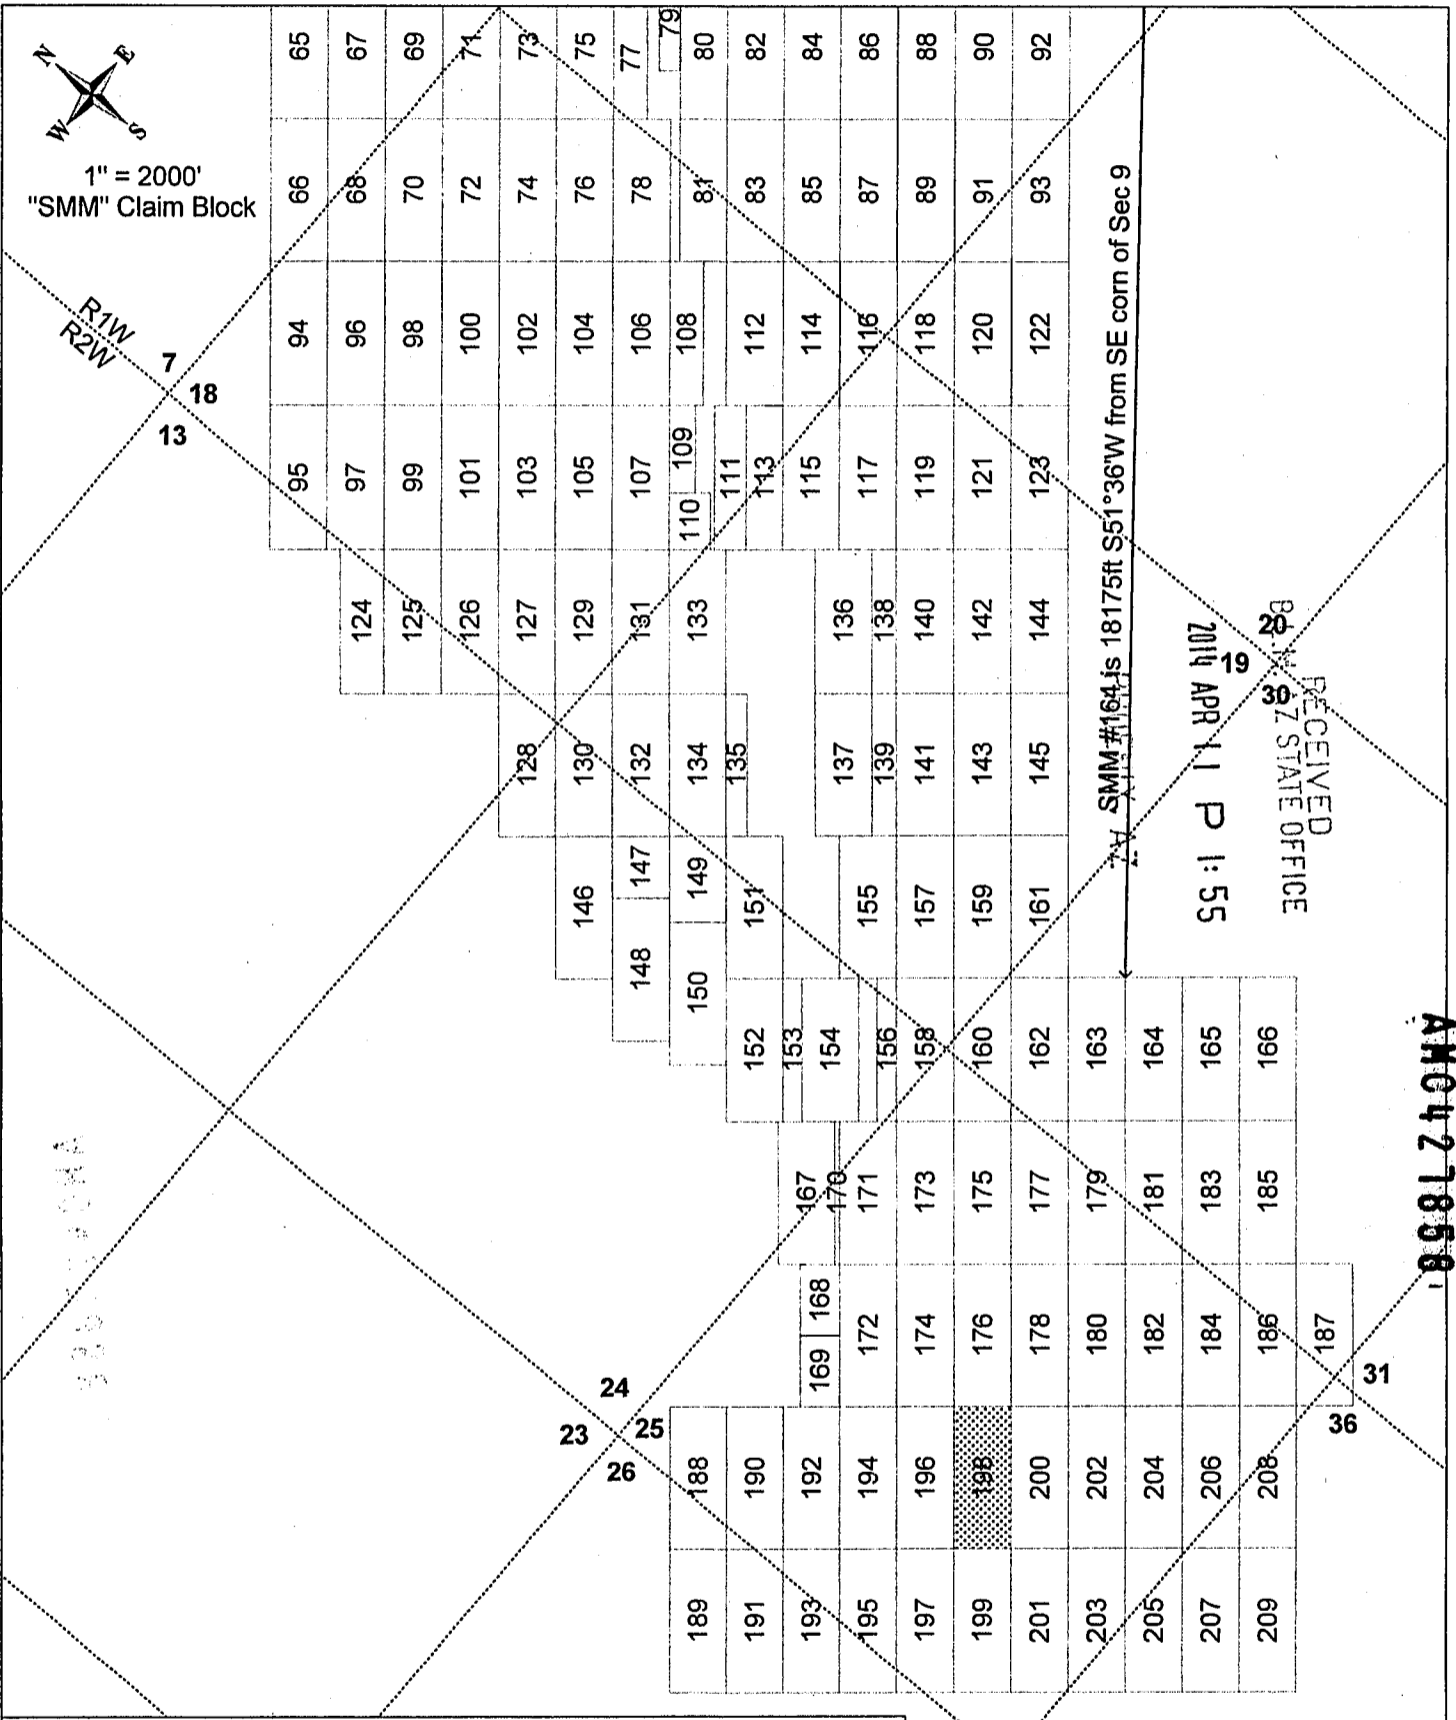 N E
W S
1" = 2000'
"SMM" Claim Block
65 67 69 71 73 75 77 79 80 82 84 86 88 90 92
66 68 70 72 74 76 78 81 83 85 87 89 91 93
R1W
R2W
7
18
13
94 96 98 100 102 104 106 108 112 114 116 118 120 122
95 97 99 101 103 105 107 109 110 111 113 115 117 119 121 123
124 125 126 127 129 131 133 136 138 140 142 144
128 130 132 134 135 137 139 141 143 145
146 147 149 151 155 157 159 161
148 150
152 153 154 156 158 160 162 163 164 165 166
167 170 171 173 175 177 179 181 183 185
168 169 172 174 176 178 180 182 184 186 187
188 190 192 194 196 198 200 202 204 206 208
189 191 193 195 197 199 201 203 205 207 209
SMM #164 is 18175ft S51°36'W from SE corn of Sec 9
20
19
30
RECEIVED
AZ STATE OFFICE
2014 APR 11 P 1:55
24
23 25
26
31
36